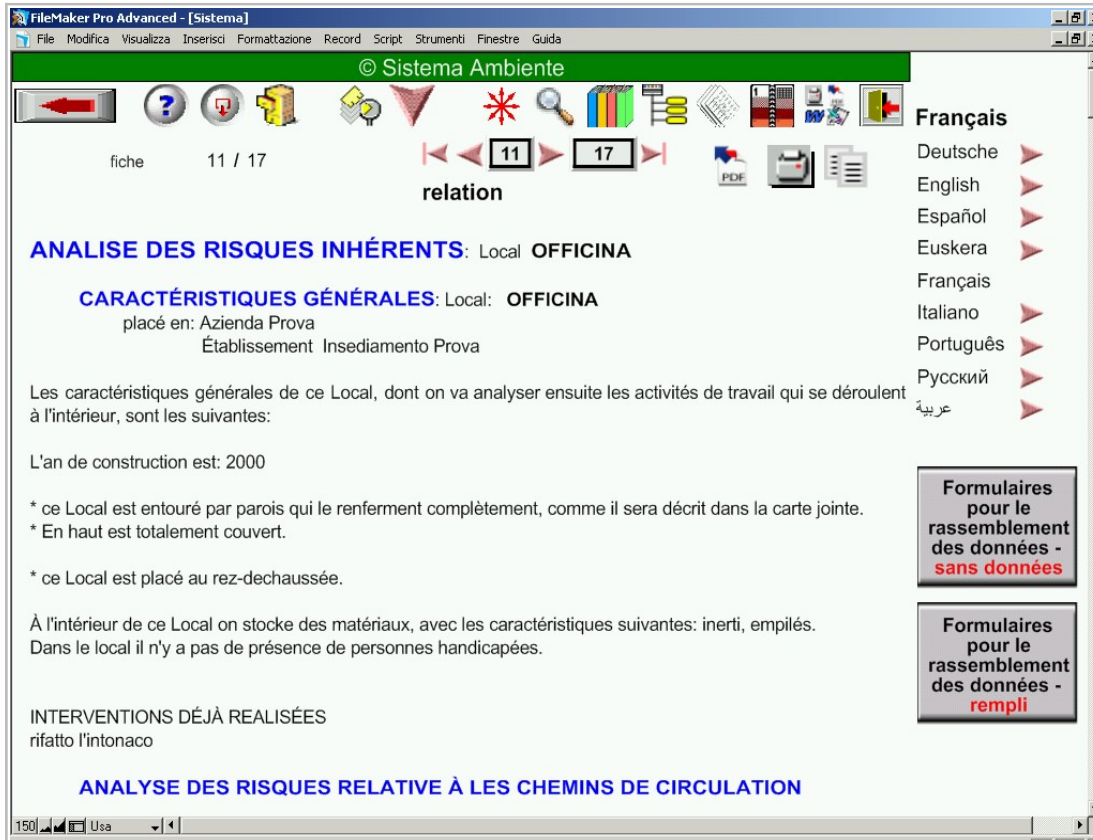 FileMaker Pro Advanced - [Sistema]
File Modifica Visualizza Inserisci Formattazione Record Script Strumenti Finestre Guida
© Sistema Ambiente
fiche 11 / 17
11 17
PDF
relation
Français
Deutsche
English
Español
Euskera
Français
Italiano
Português
Русский
عربية
ANALISE DES RISQUES INHÉRENTS: Local OFFICINA
CARACTÉRISTIQUES GÉNÉRALES: Local: OFFICINA
placé en: Azienda Prova
Établissement Insediamento Prova
Les caractéristiques générales de ce Local, dont on va analyser ensuite les activités de travail qui se déroulent
à l'intérieur, sont les suivantes:
L'an de construction est: 2000
* ce Local est entouré par parois qui le renferment complètement, comme il sera décrit dans la carte jointe.
* En haut est totalement couvert.
* ce Local est placé au rez-dechaussée.
À l'intérieur de ce Local on stocke des matériaux, avec les caractéristiques suivantes: inerti, empilés.
Dans le local il n'y a pas de présence de personnes handicapées.
INTERVENTIONS DÉJÀ REALISÉES
rifatto l'intonaco
ANALYSE DES RISQUES RELATIVE À LES CHEMINS DE CIRCULATION
Formulaires
pour le
rassemblement
des données -
sans données
Formulaires
pour le
rassemblement
des données -
rempli
150 Usa